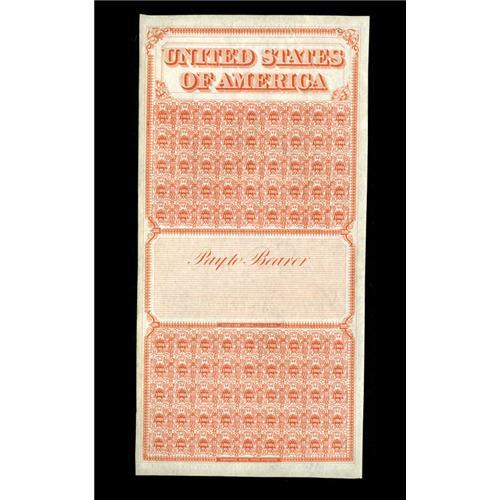 UNITED STATES
OF AMERICA
Pay to Bearer